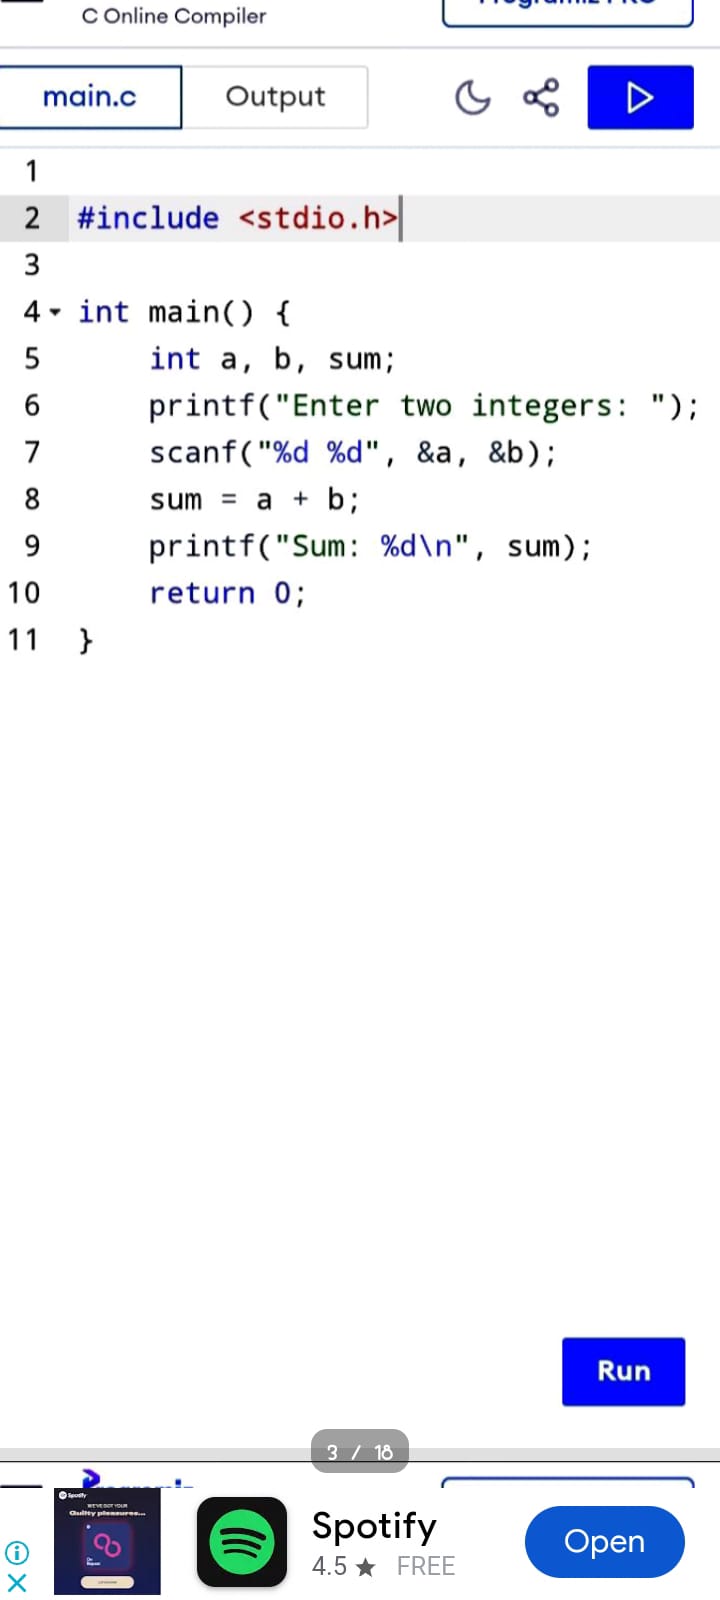 C Online Compiler
Programiz PRO
main.c
Output
1
2 #include <stdio.h>
3
4 int main() {
5 int a, b, sum;
6 printf("Enter two integers: ");
7 scanf("%d %d", &a, &b);
8 sum = a + b;
9 printf("Sum: %d\n", sum);
10 return 0;
11 }
Run
3 / 18
Spotify
WE'VE GOT YOUR
Guilty pleasures...
Spotify
4.5 ★ FREE
Open